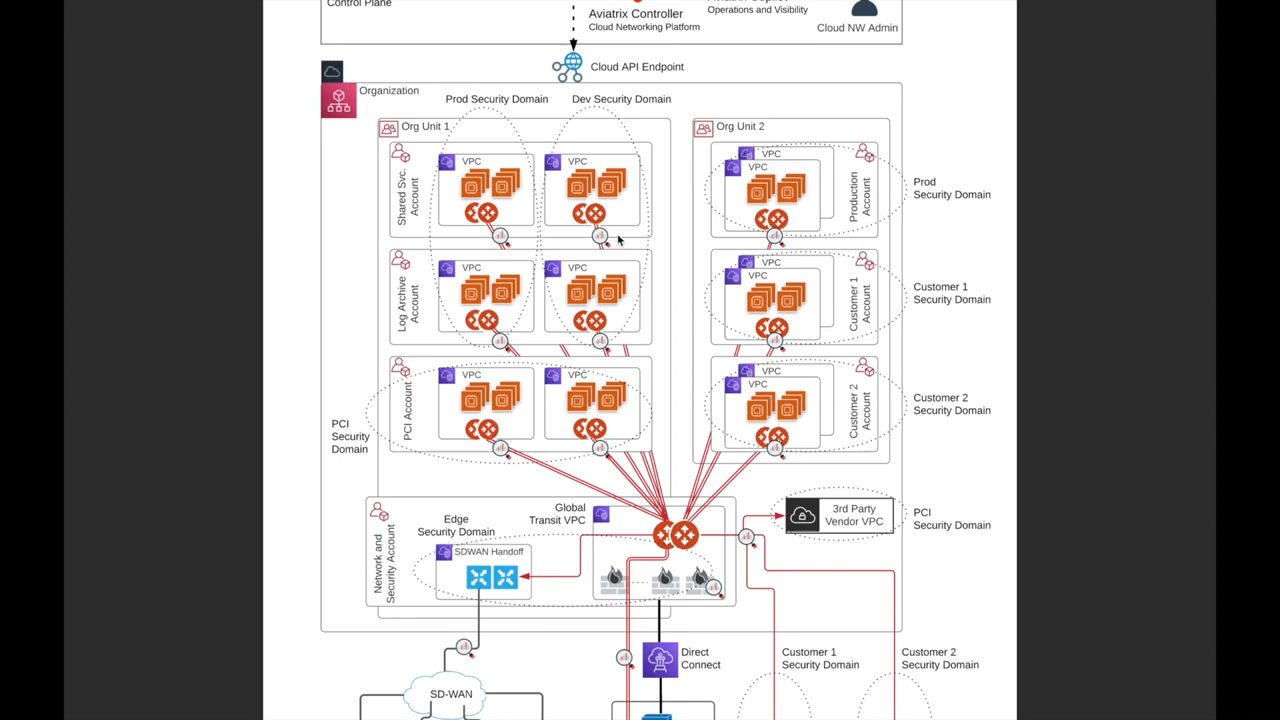 Control Plane
Aviatrix Controller
Cloud Networking Platform
Operations and Visibility
Cloud NW Admin
Cloud API Endpoint
Organization
Prod Security Domain
Dev Security Domain
Org Unit 1
Org Unit 2
Shared Svc.
Account
VPC
VPC
VPC
VPC
Production
Account
Prod
Security Domain
Log Archive
Account
VPC
VPC
VPC
VPC
Customer 1
Account
Customer 1
Security Domain
PCI
Security
Domain
PCI Account
VPC
VPC
VPC
VPC
Customer 2
Account
Customer 2
Security Domain
Network and
Security Account
Edge
Security Domain
SDWAN Handoff
Global
Transit VPC
3rd Party
Vendor VPC
PCI
Security Domain
Direct
Connect
Customer 1
Security Domain
Customer 2
Security Domain
SD-WAN